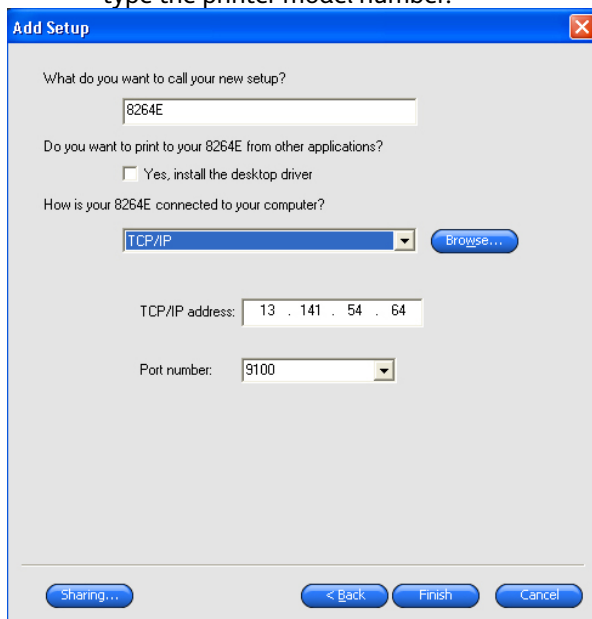 type the printer model number.
Add Setup
What do you want to call your new setup?
8264E
Do you want to print to your 8264E from other applications?
Yes, install the desktop driver
How is your 8264E connected to your computer?
TCP/IP
Browse...
TCP/IP address: 13 . 141 . 54 . 64
Port number: 9100
Sharing... < Back Finish Cancel